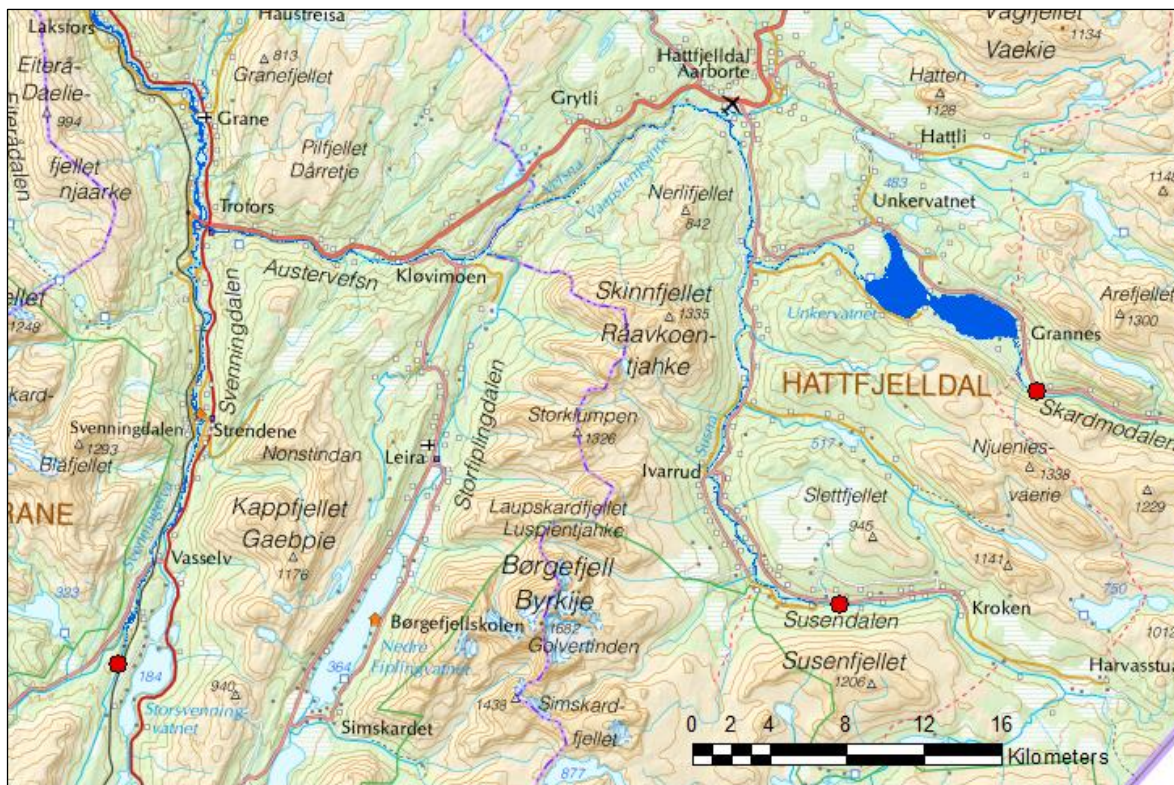 Laksfors
Haustreisa
Vågfjellet
Vaekie
1134
813
Granefjellet
Hattfjelldal
Aarborte
Hatten
1128
Eiterå-
Daelie-
994
fjellet
njaarke
Eiterådalen
Grane
Grytli
Hattli
Pilfjellet
Dårretje
Nerlifjellet
842
483
Unkervatnet
Trofors
Austervefsn
Kløvimoen
Skinnfjellet
1335
Raavkoen-
tjahke
Unkervatnet
Arefjellet
1300
Grannes
1248
Svenningdalen
HATTFJELLDAL
Skardmodalen
Storfiplingdalen
Storklumpen
1326
Susna
517
Njuenies-
1338
vaerie
Svenningdalen
1293
Blåfjellet
Strendene
Nonstindan
Leira
Ivarrud
Slettfjellet
945
1229
RANE
Kappfjellet
Gaebpie
1176
Laupskardfjellet
Luspientjahke
Vasselv
Børgefjell
Byrkije
1141
323
750
Kroken
Børgefjellskolen
1682
Golvertinden
Susendalen
1012
Nedre
Fiplingvatnet
364
Susenfjellet
1206
Harvasstua
184
940
Storsvenning-
vatnet
1438
Simskard-
fjellet
Simskardet
877
0 2 4 8 12 16
Kilometers